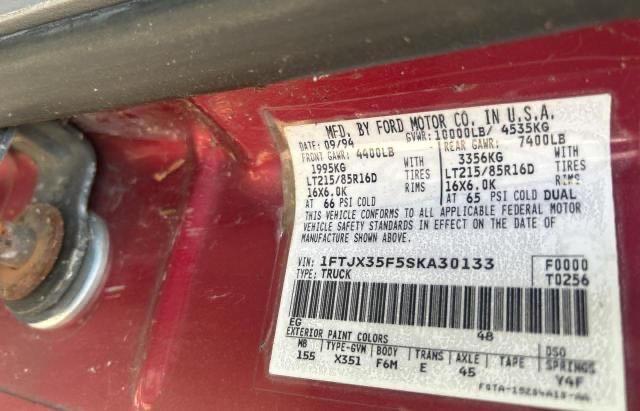 MFD. BY FORD MOTOR CO. IN U.S.A.
DATE: 09/94 GVWR: 10000LB/ 4535KG
FRONT GAWR: 4400LB REAR GAWR: 7400LB
1995KG WITH 3356KG WITH
LT215/85R16D TIRES LT215/85R16D TIRES
16X6.0K RIMS 16X6.0K RIMS
AT 66 PSI COLD AT 65 PSI COLD DUAL
THIS VEHICLE CONFORMS TO ALL APPLICABLE FEDERAL MOTOR
VEHICLE SAFETY STANDARDS IN EFFECT ON THE DATE OF
MANUFACTURE SHOWN ABOVE.
VIN: 1FTJX35F5SKA30133 F0000
TYPE: TRUCK T0256
EG 48
EXTERIOR PAINT COLORS DSO
WB TYPE-GVW BODY TRANS AXLE TAPE SPRINGS
155 X351 F6M E 45 Y4F